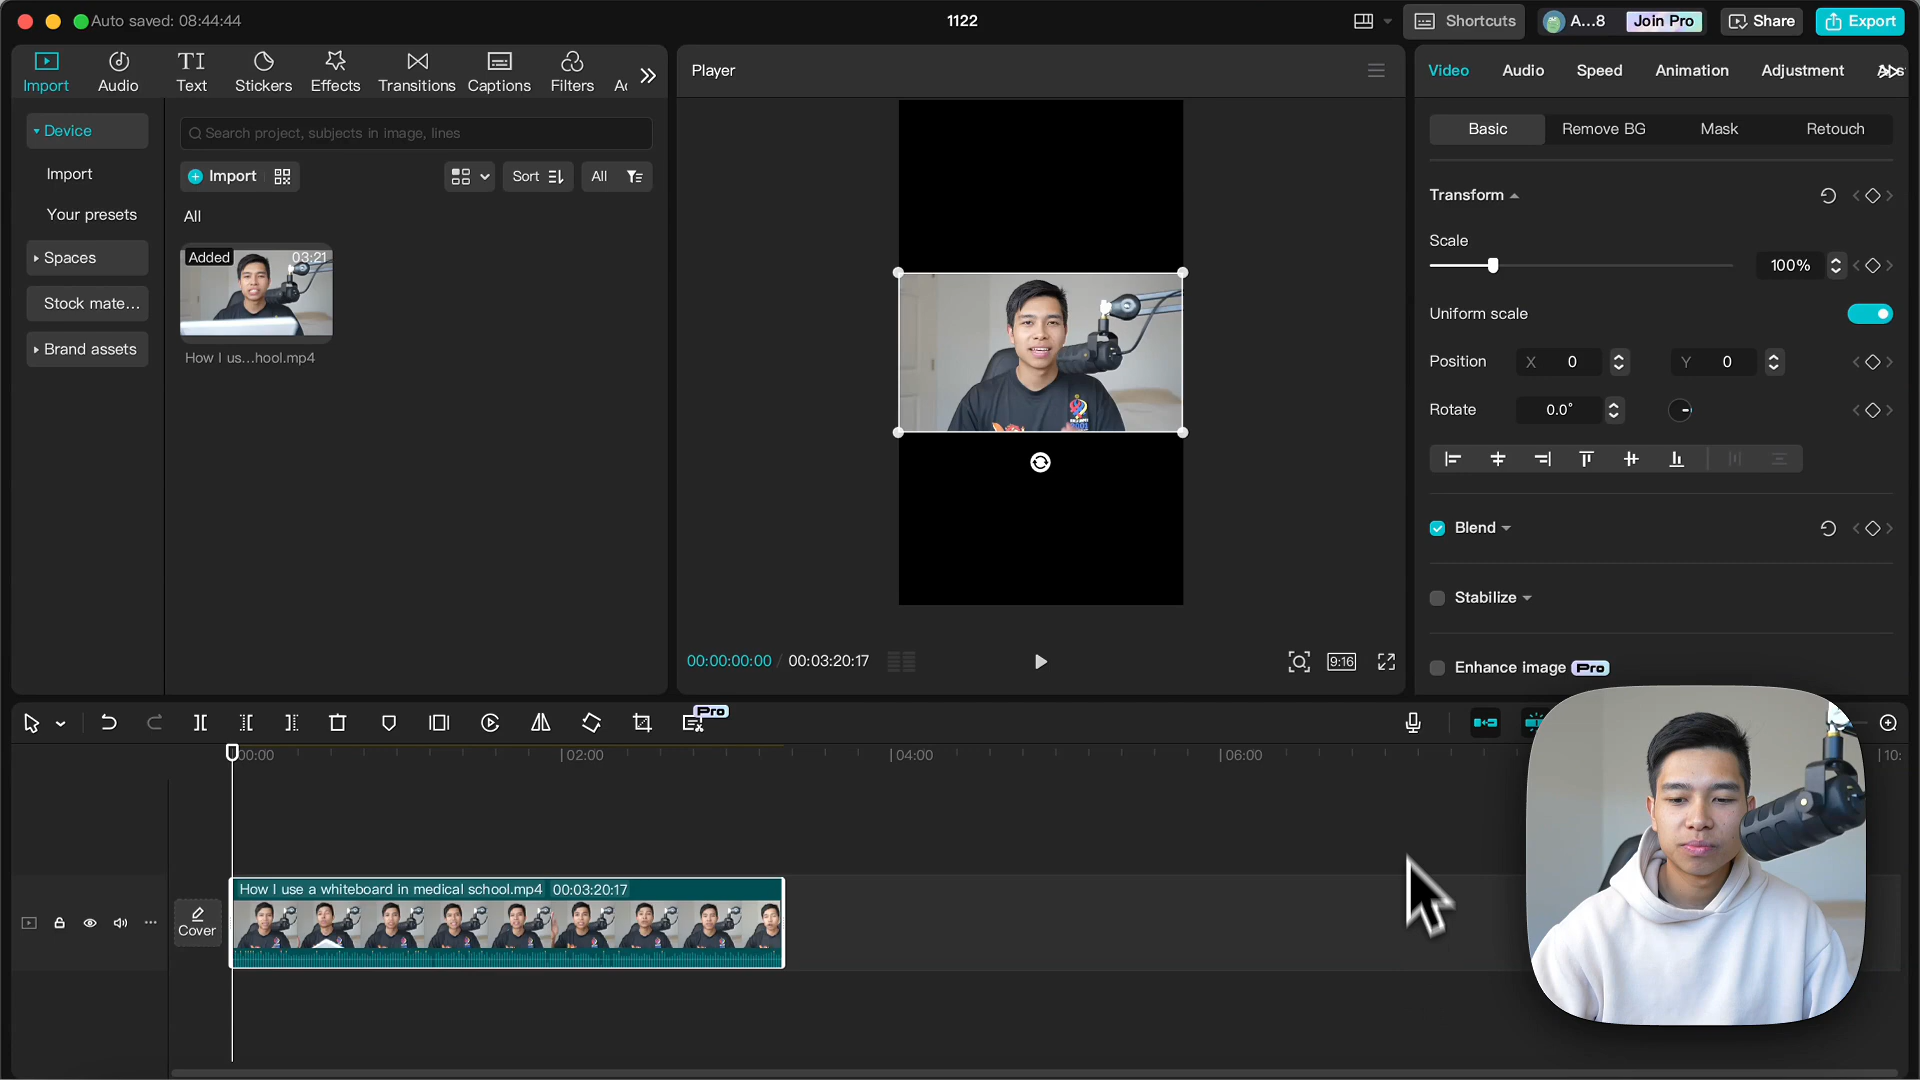 Auto saved: 08:44:44
1122
Shortcuts
A...8
Join Pro
Share
Export
Import
Audio
Text
Stickers
Effects
Transitions
Captions
Filters
Device
Import
Your presets
Spaces
Stock mate...
Brand assets
Search project, subjects in image, lines
Import
Sort
All
All
Added
03:21
How I us...hool.mp4
Player
00:00:00:00 / 00:03:20:17
9:16
Video
Audio
Speed
Animation
Adjustment
Basic
Remove BG
Mask
Retouch
Transform
Scale
100%
Uniform scale
Position
X 0
Y 0
Rotate
0.0°
Blend
Stabilize
Enhance image Pro
Pro
00:00
02:00
04:00
06:00
10:
Cover
How I use a whiteboard in medical school.mp4 00:03:20:17